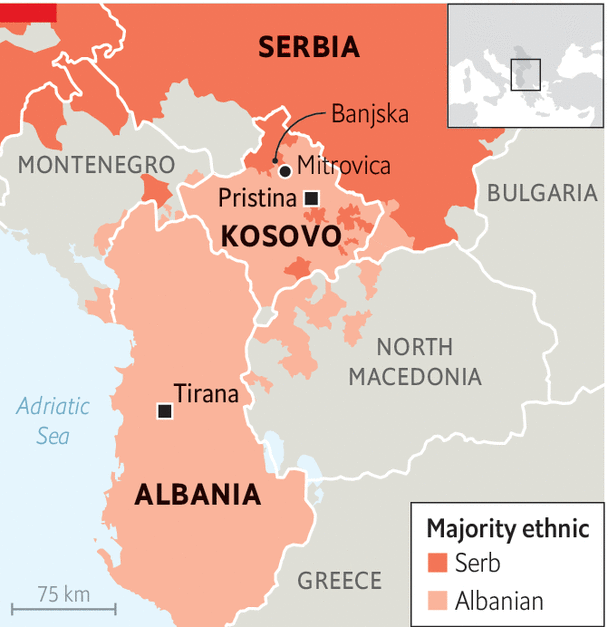 SERBIA
Banjska
MONTENEGRO
Mitrovica
Pristina
BULGARIA
KOSOVO
NORTH
MACEDONIA
Tirana
Adriatic
Sea
ALBANIA
Majority ethnic
Serb
Albanian
GREECE
75 km